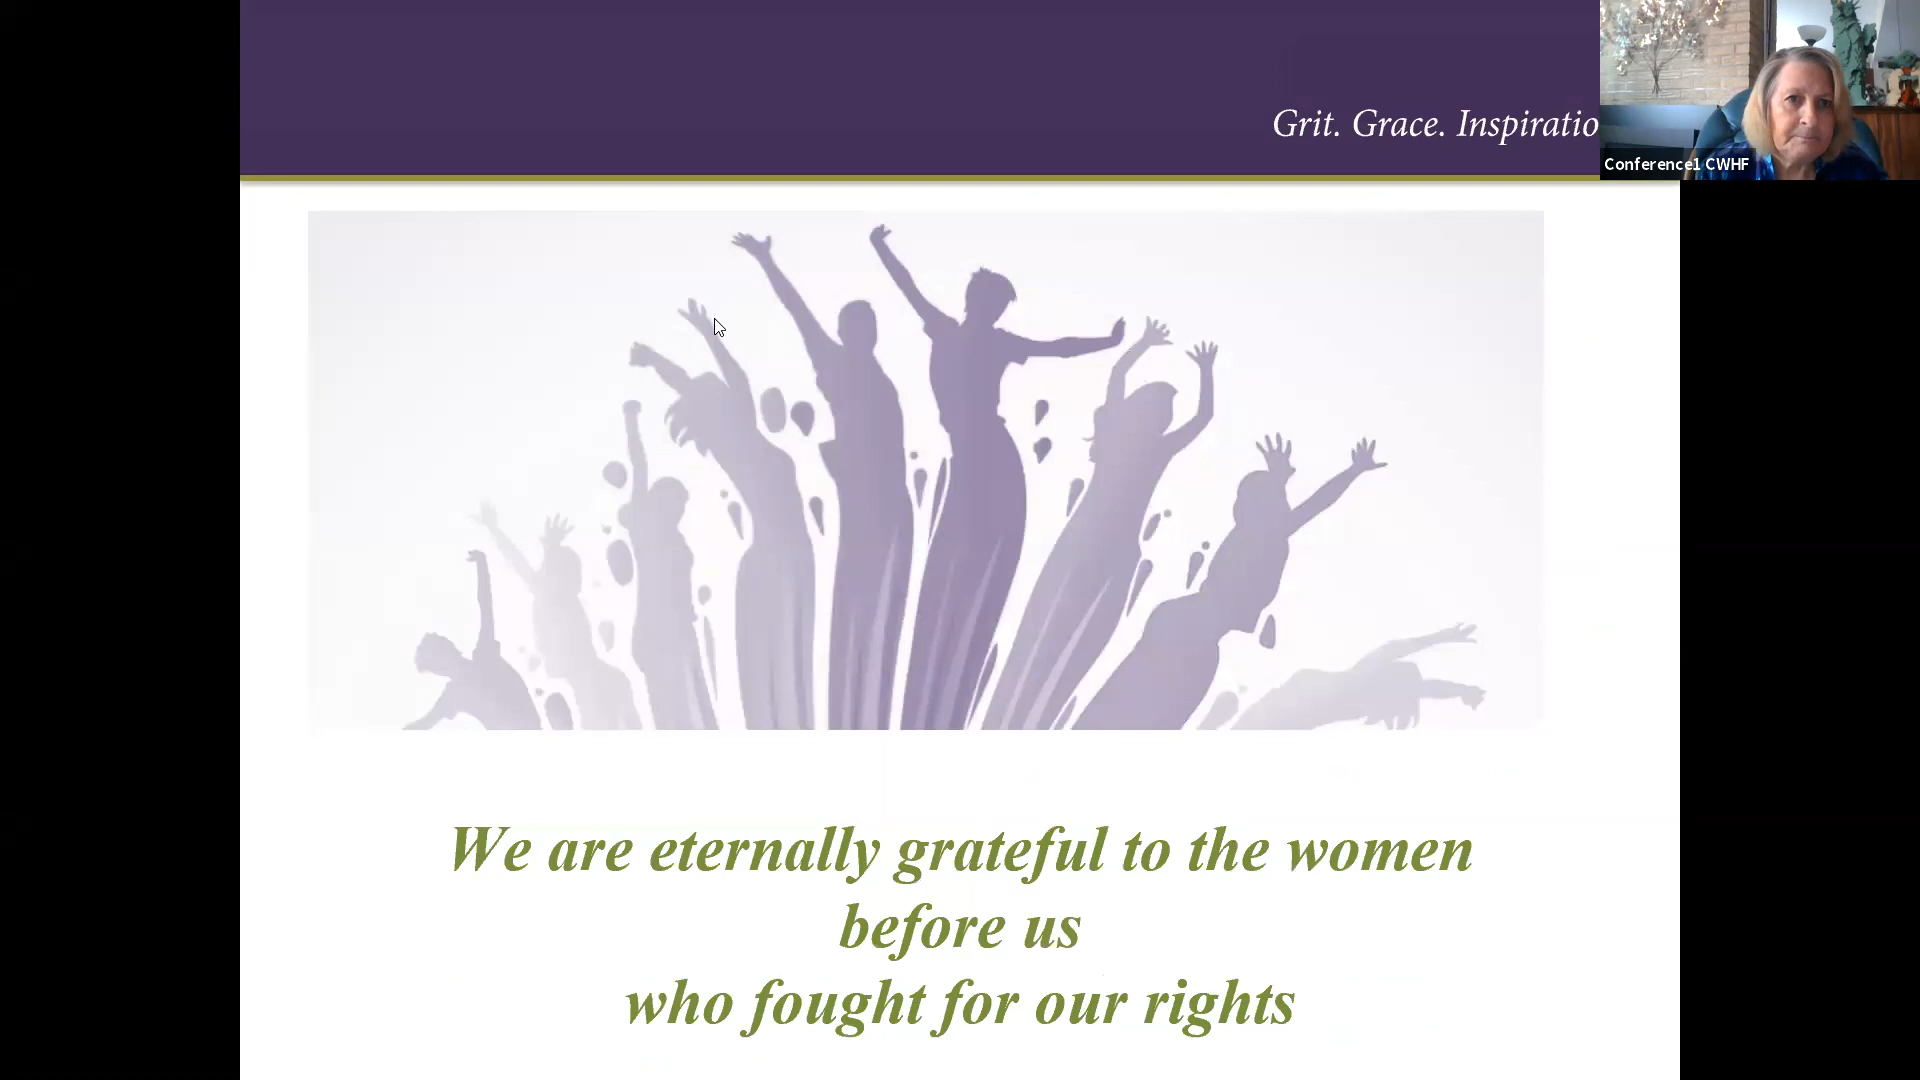 Grit. Grace. Inspiratio
Conference1 CWHF
We are eternally grateful to the women
before us
who fought for our rights